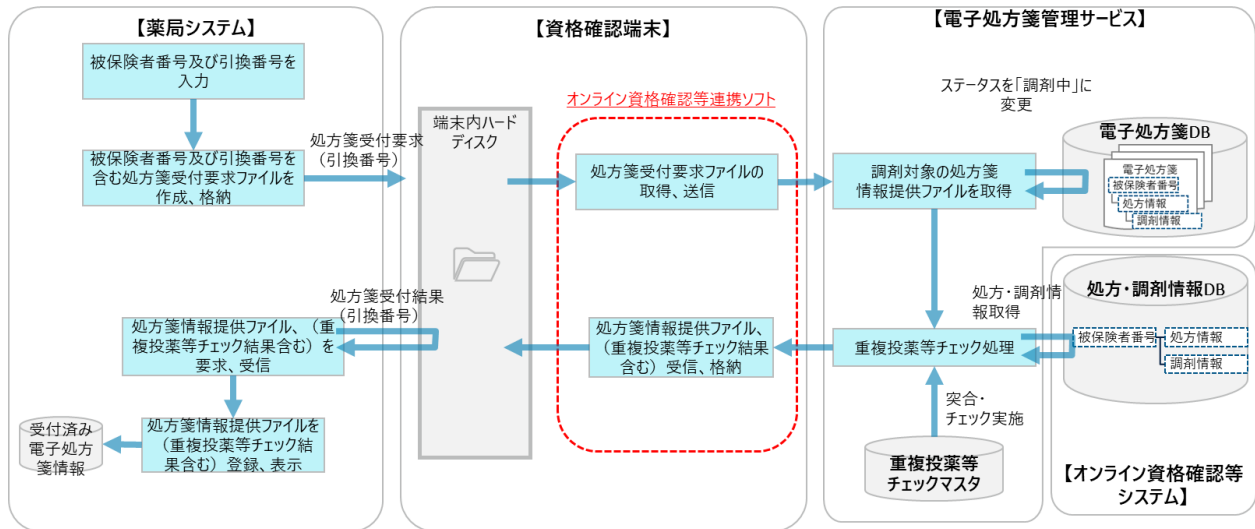 【薬局システム】
被保険者番号及び引換番号を
入力
被保険者番号及び引換番号を
含む処方箋受付要求ファイルを
作成、格納
処方箋受付要求
(引換番号)
処方箋受付結果
(引換番号)
処方箋情報提供ファイル、(重
複投薬等チェック結果含む)を
要求、受信
処方箋情報提供ファイルを
(重複投薬等チェック結
果含む)登録、表示
受付済み
電子処方
箋情報
【資格確認端末】
端末内ハード
ディスク
オンライン資格確認等連携ソフト
処方箋受付要求ファイルの
取得、送信
処方箋情報提供ファイル、
(重複投薬等チェック結果
含む)受信、格納
【電子処方箋管理サービス】
ステータスを「調剤中」に
変更
調剤対象の処方箋
情報提供ファイルを取得
電子処方箋DB
電子処方箋
被保険者番号
処方情報
調剤情報
処方・調剤情
報取得
重複投薬等チェック処理
突合・
チェック実施
重複投薬等
チェックマスタ
処方・調剤情報DB
被保険者番号
処方情報
調剤情報
【オンライン資格確認等
システム】